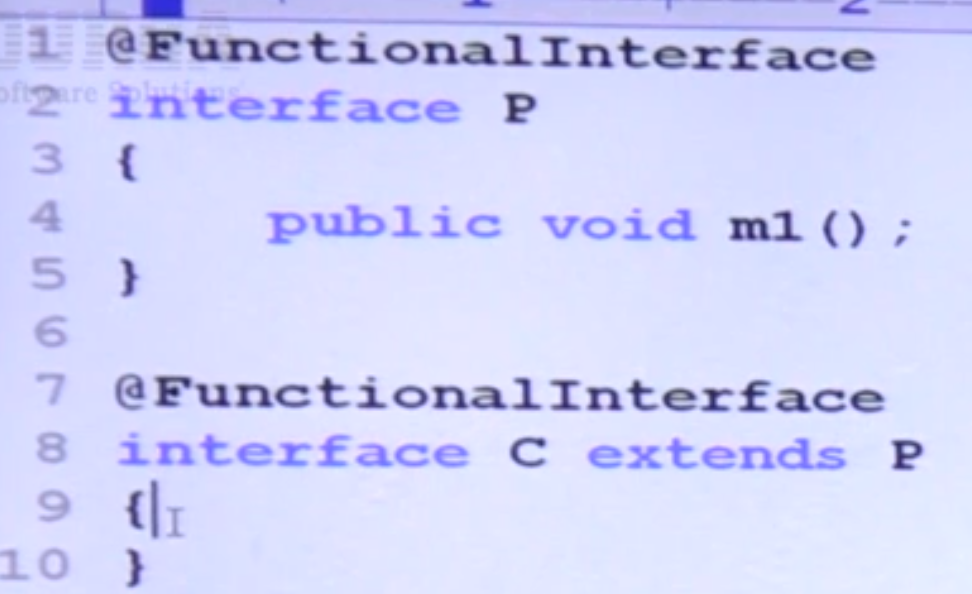 1 @FunctionalInterface
2 interface P
3 {
4 public void m1();
5 }
6
7 @FunctionalInterface
8 interface C extends P
9 {
10 }